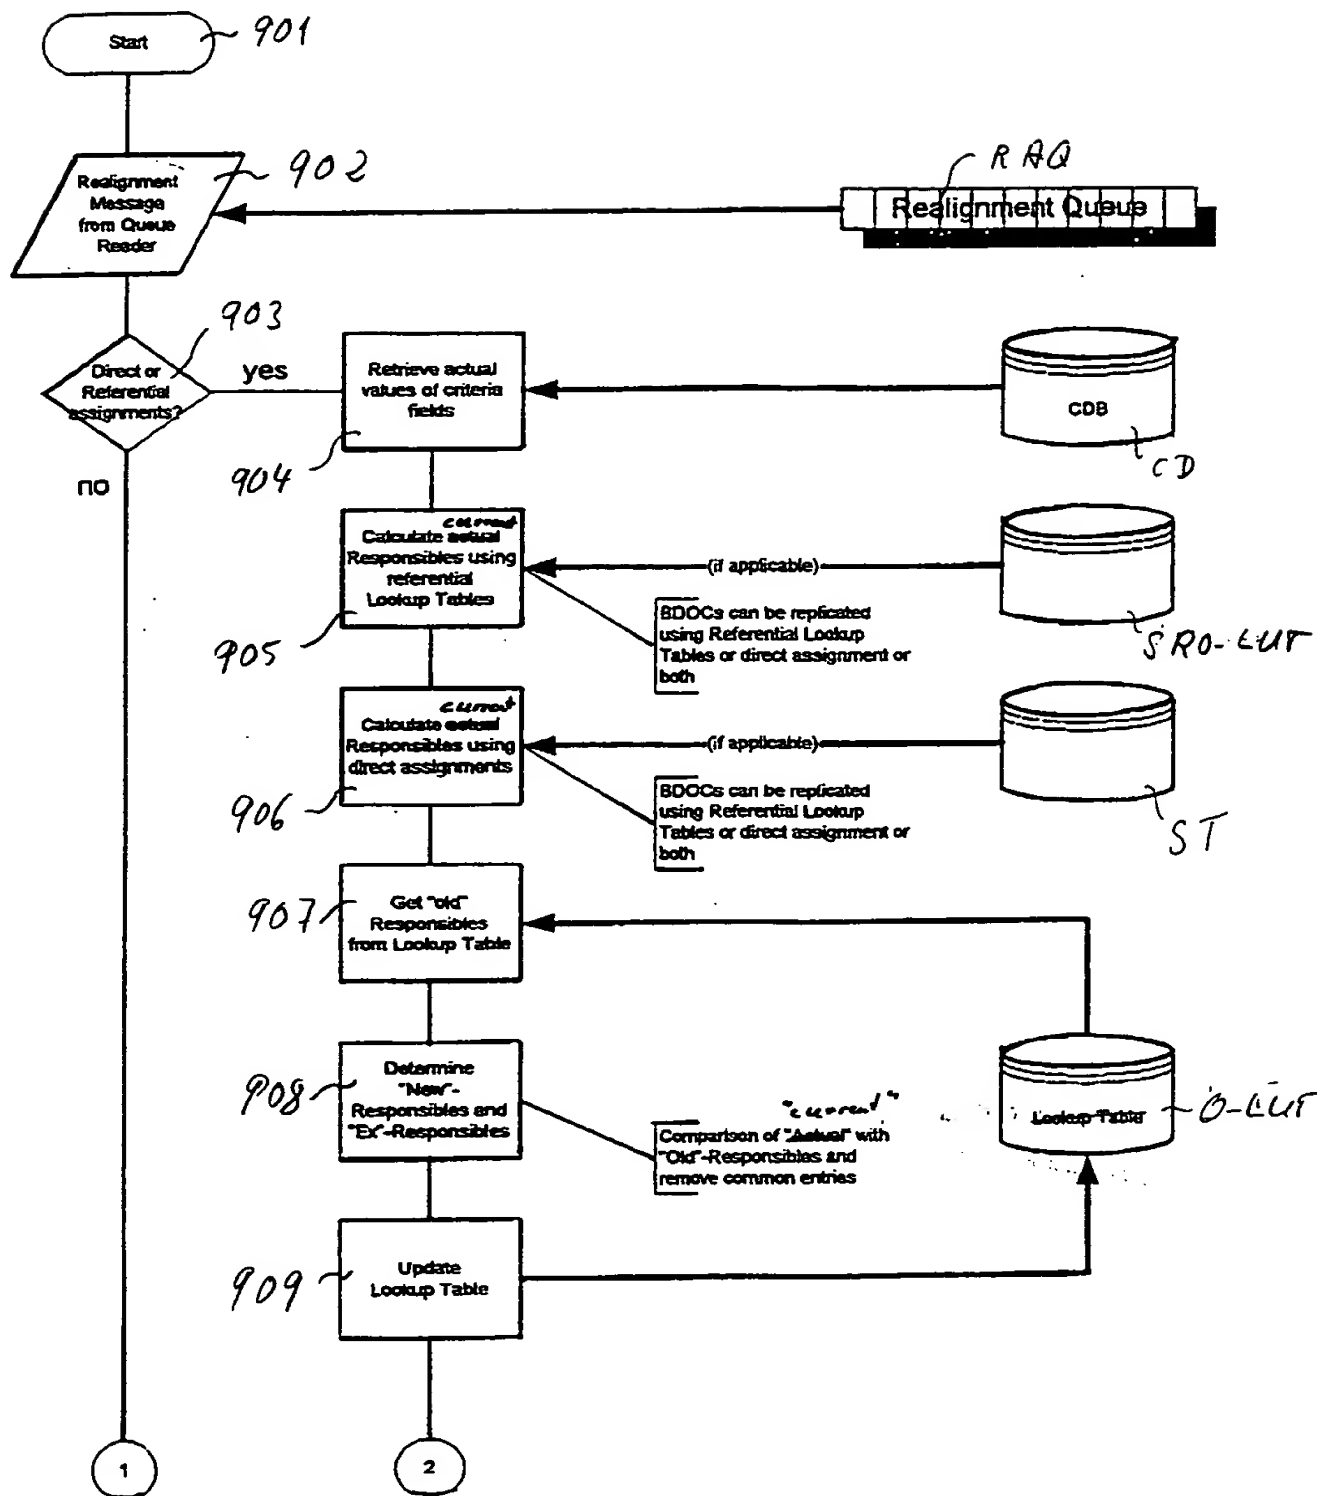 Start
901
Realignment
Message
from Queue
Reader
902
RAQ
Realignment Queue
903
Direct or
Referential
assignments?
yes
no
Retrieve actual
values of criteria
fields
904
CDB
CD
current
Calculate actual
Responsibles using
referential
Lookup Tables
905
(if applicable)
BDOCs can be replicated
using Referential Lookup
Tables or direct assignment or
both
SRO-LUT
current
Calculate actual
Responsibles using
direct assignments
906
(if applicable)
BDOCs can be replicated
using Referential Lookup
Tables or direct assignment or
both
ST
907
Get "old"
Responsibles
from Lookup Table
908
Determine
"New"-
Responsibles and
"Ex"-Responsibles
"current"
Comparison of "Actual" with
"Old"-Responsibles and
remove common entries
Lookup Table
O-LUT
909
Update
Lookup Table
1
2